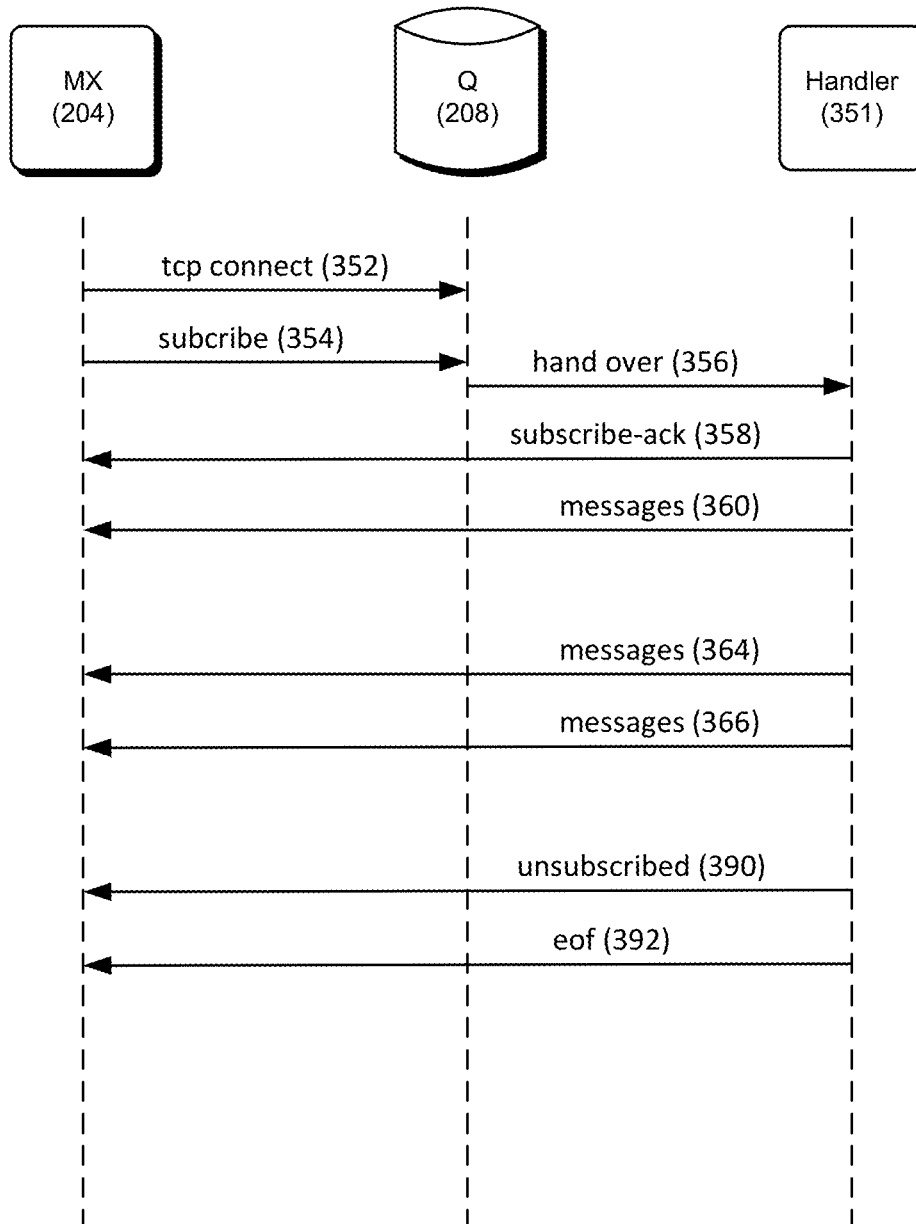 MX
(204)
Q
(208)
Handler
(351)
tcp connect (352)
subcribe (354)
hand over (356)
subscribe-ack (358)
messages (360)
messages (364)
messages (366)
unsubscribed (390)
eof (392)